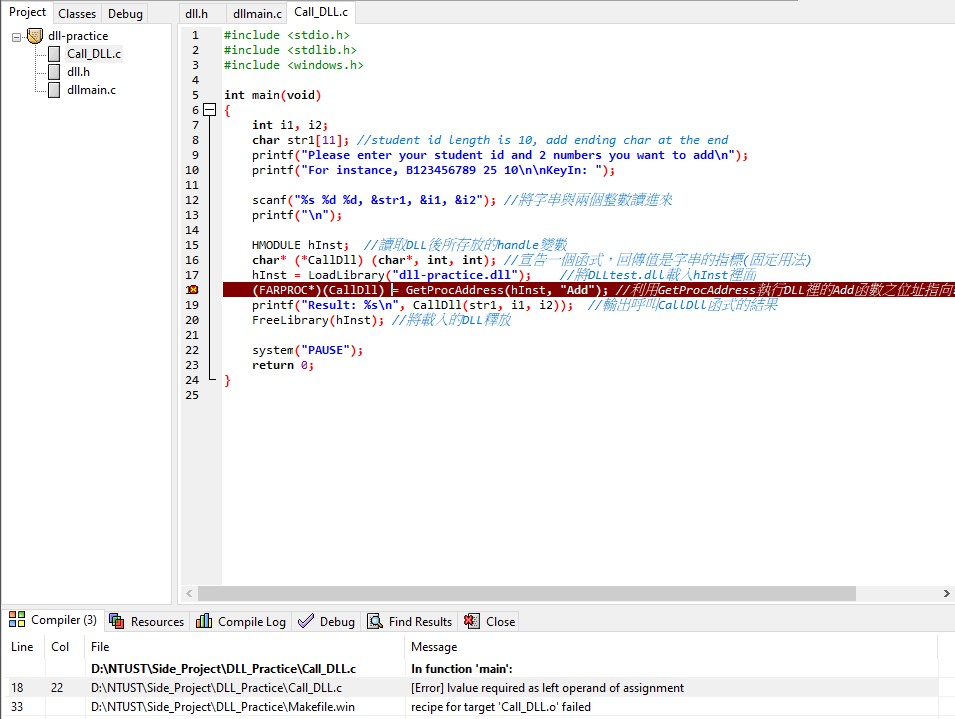 Project Classes Debug
dll-practice
Call_DLL.c
dll.h
dllmain.c
dll.h dllmain.c Call_DLL.c
1 #include <stdio.h>
2 #include <stdlib.h>
3 #include <windows.h>
4
5 int main(void)
6 {
7 int i1, i2;
8 char str1[11]; //student id length is 10, add ending char at the end
9 printf("Please enter your student id and 2 numbers you want to add\n");
10 printf("For instance, B123456789 25 10\n\nKeyIn: ");
11
12 scanf("%s %d %d, &str1, &i1, &i2"); //將字串與兩個整數讀進來
13 printf("\n");
14
15 HMODULE hInst; //讀取DLL後所存放的handle變數
16 char* (*CallDll) (char*, int, int); //宣告一個函式，回傳值是字串的指標(固定用法)
17 hInst = LoadLibrary("dll-practice.dll"); //將DLLtest.dll載入hInst裡面
(FARPROC*)(CallDll) = GetProcAddress(hInst, "Add"); //利用GetProcAddress執行DLL裡的Add函數之位址指向
19 printf("Result: %s\n", CallDll(str1, i1, i2)); //輸出呼叫CallDll函式的結果
20 FreeLibrary(hInst); //將載入的DLL釋放
21
22 system("PAUSE");
23 return 0;
24 }
25
Compiler (3) Resources Compile Log Debug Find Results Close
Line Col File Message
D:\NTUST\Side_Project\DLL_Practice\Call_DLL.c In function 'main':
18 22 D:\NTUST\Side_Project\DLL_Practice\Call_DLL.c [Error] lvalue required as left operand of assignment
33 D:\NTUST\Side_Project\DLL_Practice\Makefile.win recipe for target 'Call_DLL.o' failed